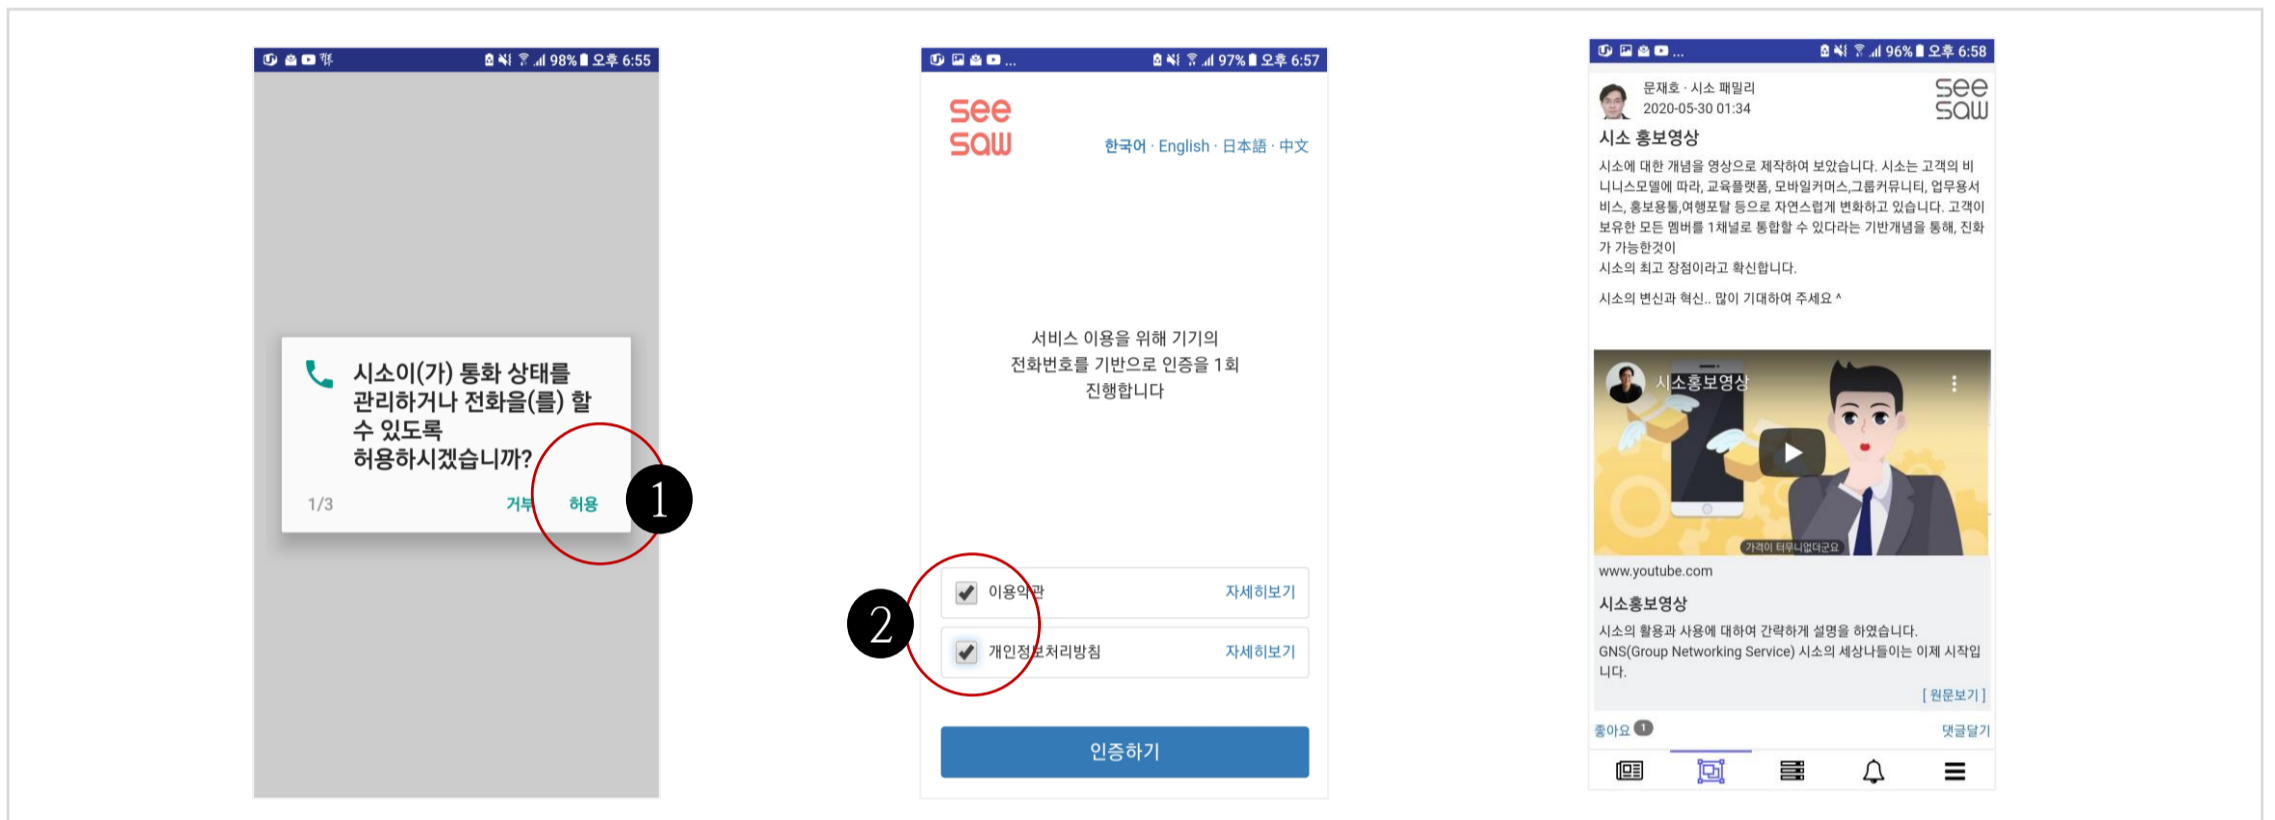 98% 오후 6:55
시소이(가) 통화 상태를
관리하거나 전화을(를) 할
수 있도록
허용하시겠습니까?
1/3
거부
허용
1
... 97% 오후 6:57
see
saw
한국어 · English · 日本語 · 中文
서비스 이용을 위해 기기의
전화번호를 기반으로 인증을 1회
진행합니다
2
이용약관 자세히보기
개인정보처리방침 자세히보기
인증하기
... 96% 오후 6:58
문재호 · 시소 패밀리
2020-05-30 01:34
see
saw
시소 홍보영상
시소에 대한 개념을 영상으로 제작하여 보았습니다. 시소는 고객의 비
니니스모델에 따라, 교육플랫폼, 모바일커머스,그룹커뮤니티, 업무용서
비스, 홍보용툴,여행포탈 등으로 자연스럽게 변화하고 있습니다. 고객이
보유한 모든 멤버를 1채널로 통합할 수 있다라는 기반개념을 통해, 진화
가 가능한것이
시소의 최고 장점이라고 확신합니다.
시소의 변신과 혁신.. 많이 기대하여 주세요 ^
시소홍보영상
가격이 터무니없더군요
www.youtube.com
시소홍보영상
시소의 활용과 사용에 대하여 간략하게 설명을 하였습니다.
GNS(Group Networking Service) 시소의 세상나들이는 이제 시작입
니다.
[ 원문보기 ]
좋아요 1
댓글달기